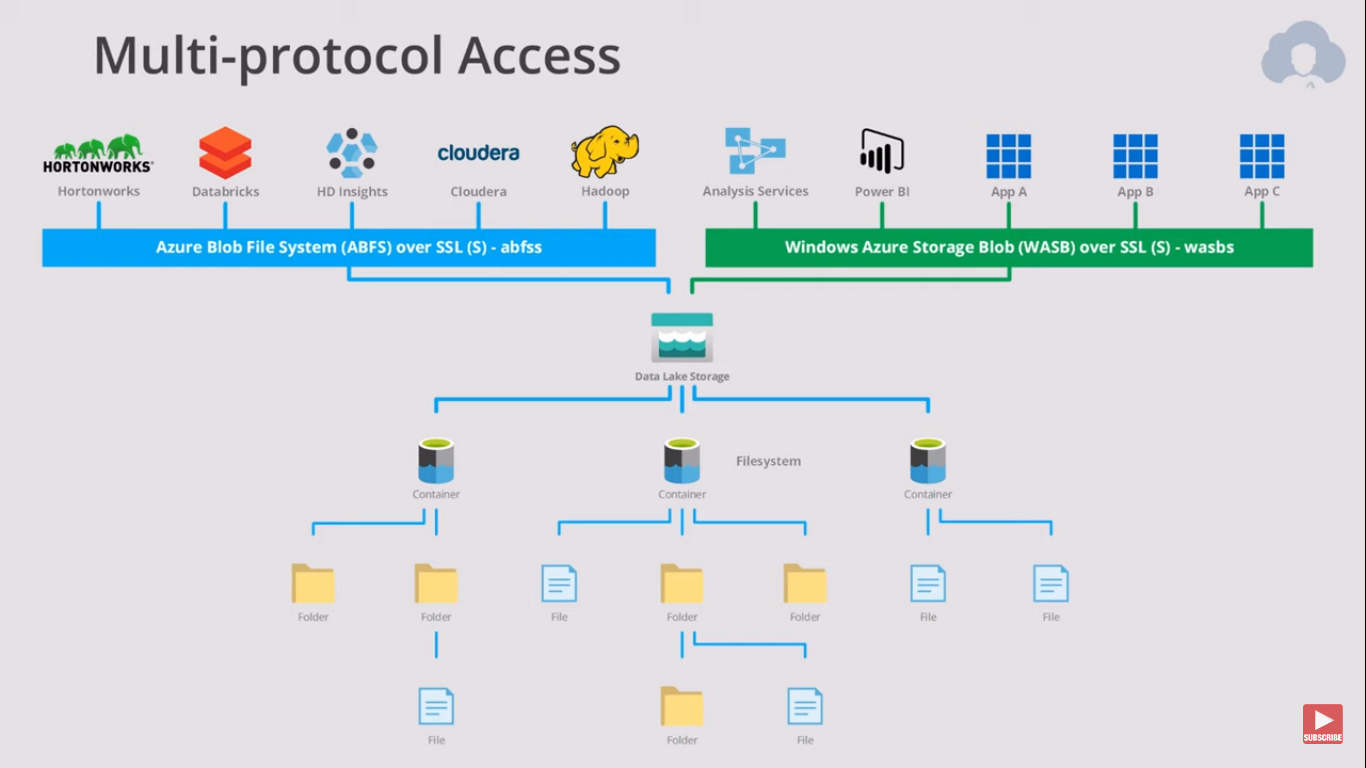 Multi-protocol Access
HORTONWORKS
cloudera
Hortonworks
Databricks
HD Insights
Cloudera
Hadoop
Analysis Services
Power BI
App A
App B
App C
Azure Blob File System (ABFS) over SSL (S) - abfss
Windows Azure Storage Blob (WASB) over SSL (S) - wasbs
Data Lake Storage
Filesystem
Container
Container
Container
Folder
Folder
File
Folder
Folder
File
File
File
Folder
File
SUBSCRIBE